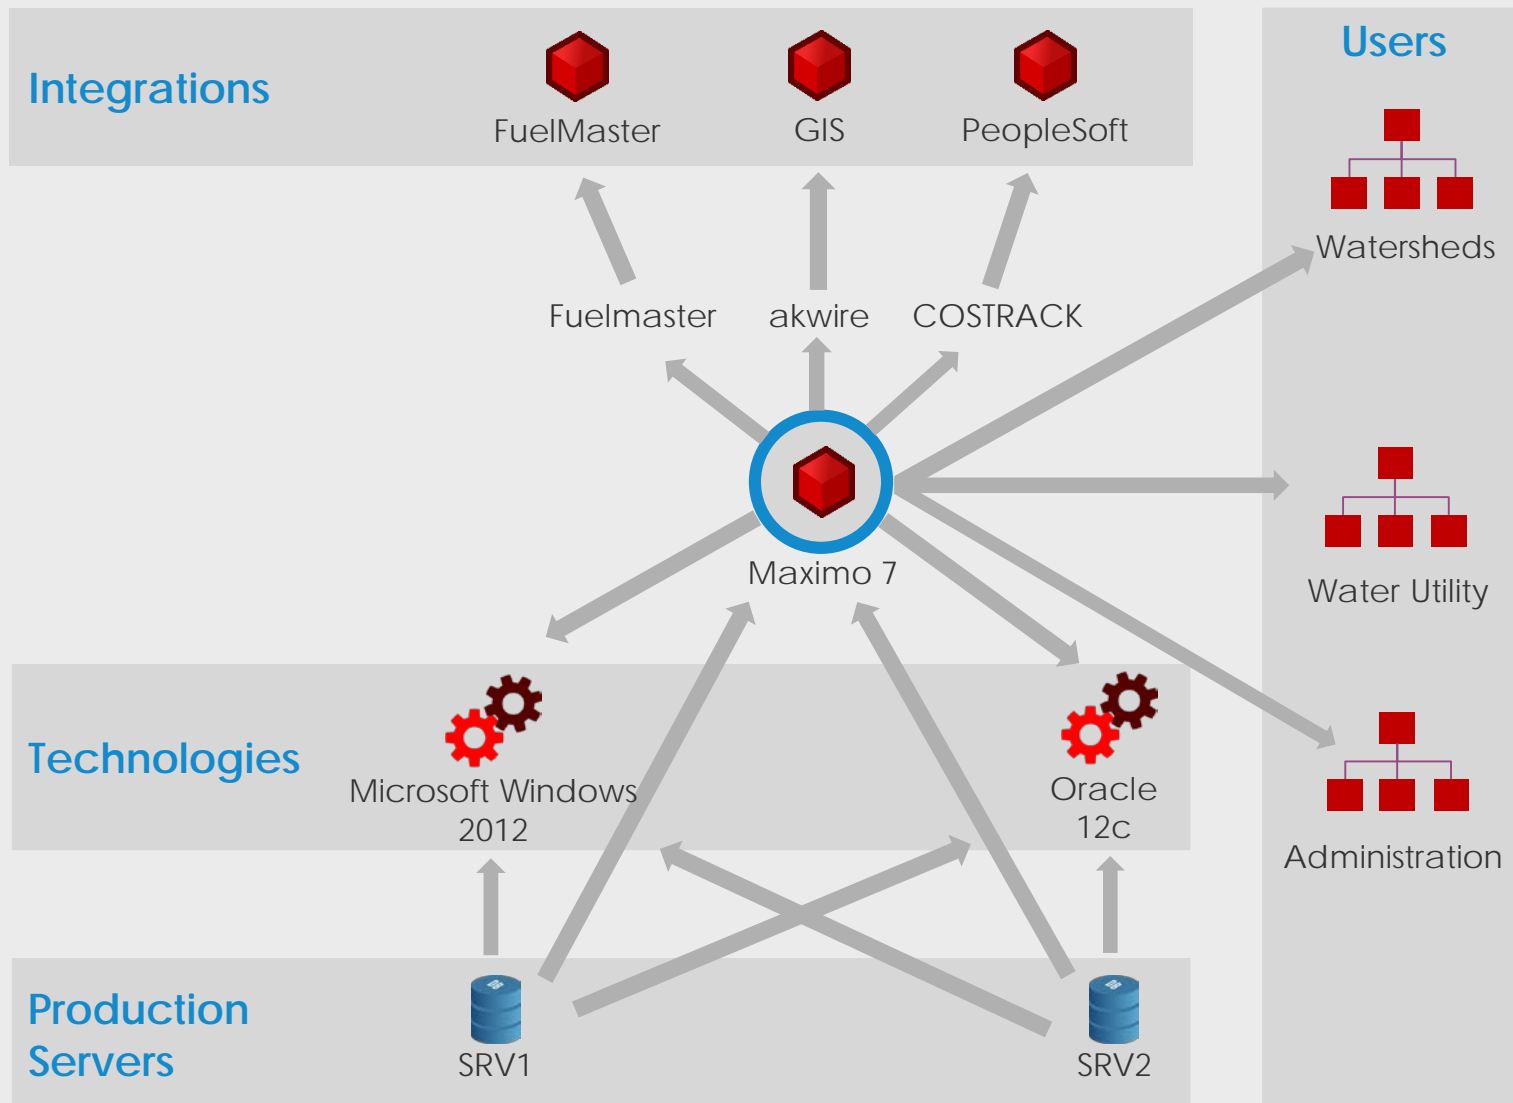 Integrations
FuelMaster
GIS
PeopleSoft
Users
Watersheds
Fuelmaster
akwire
COSTRACK
Maximo 7
Water Utility
Technologies
Microsoft Windows
2012
Oracle
12c
Administration
Production
Servers
SRV1
SRV2